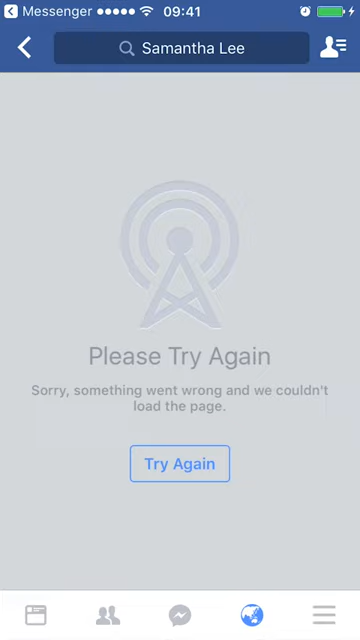 Messenger 09:41
Samantha Lee
Please Try Again
Sorry, something went wrong and we couldn't
load the page.
Try Again